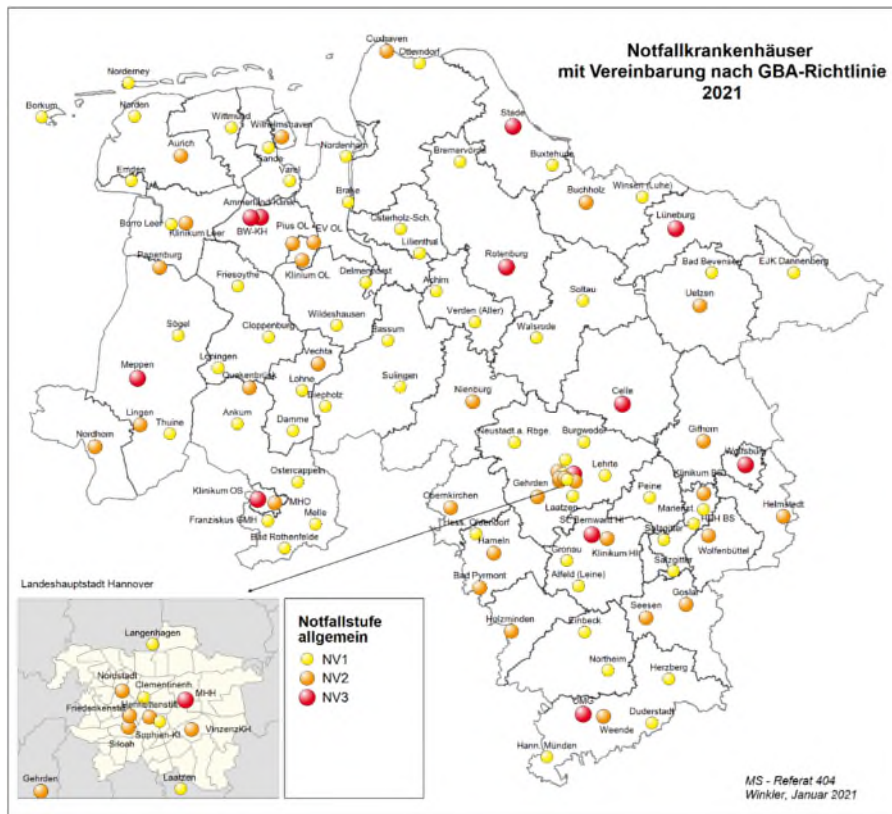 Notfallkrankenhäuser
mit Vereinbarung nach GBA-Richtlinie
2021
Cuxhaven
Otterndorf
Norderney
Borkum
Norden
Wittmund
Wilhelmshaven
Stade
Aurich
Sande
Nordenham
Bremervörde
Buxtehude
Emden
Varel
Buchholz
Winsen (Luhe)
Ammerland-Klinik
Brake
Borro Leer
BW-KH
Pius OL
EV OL
Osterholz-Sch.
Lüneburg
Klinikum Leer
Lilienthal
Rotenburg
Papenburg
Klinium OL
Delmenhorst
Bad Bevensen
EJK Dannenberg
Friesoythe
Achim
Soltau
Uelzen
Sögel
Cloppenburg
Wildeshausen
Bassum
Verden (Aller)
Walsrode
Meppen
Löningen
Vechta
Quakenbrück
Lohne
Sulingen
Diepholz
Nienburg
Celle
Lingen
Thuine
Ankum
Damme
Neustadt a. Rbge.
Burgwedel
Gifhorn
Nordhorn
Wolfsburg
Ostercappeln
Gehrden
Lehrte
Peine
Klinikum OS
MHO
Obernkirchen
Laatzen
Helmstedt
Franziskus GMH
Melle
Hess. Oldendorf
St. Bernward HI
Salzgitter
HEH BS
Bad Rothenfelde
Hameln
Gronau
Klinikum HI
Wolfenbüttel
Bad Pyrmont
Alfeld (Leine)
Salzgitter
Goslar
Seesen
Holzminden
Einbeck
Northeim
Herzberg
UMG
Weende
Duderstadt
Hann. Münden
Landeshauptstadt Hannover
Langenhagen
Nordstadt
Clementinenh.
MHH
Sophien-Kl.
VinzenzKH
Siloah
Gehrden
Laatzen
Notfallstufe
allgemein
NV1
NV2
NV3
MS - Referat 404
Winkler, Januar 2021